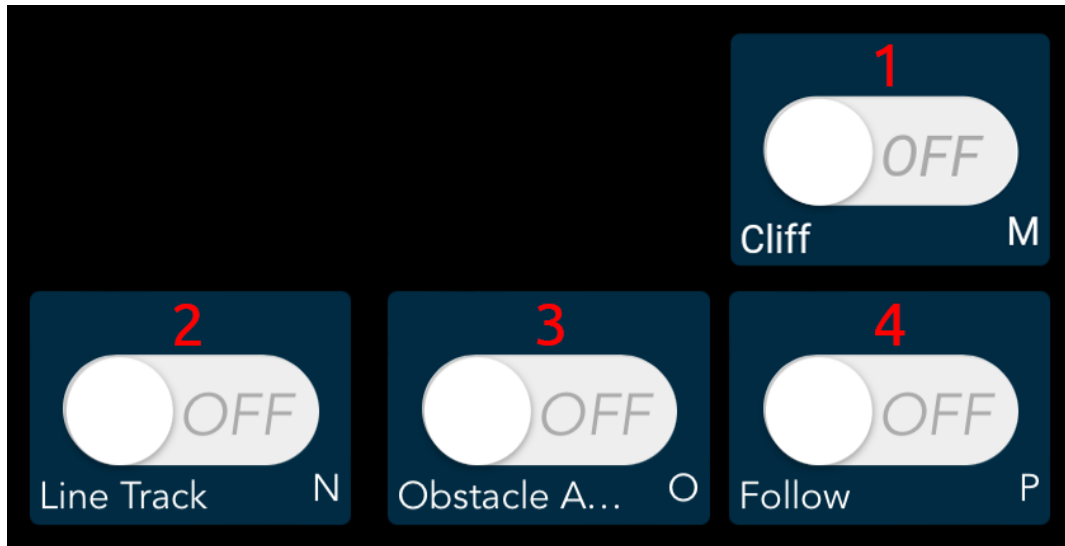 1
OFF
Cliff M
2 3 4
OFF OFF OFF
Line Track N Obstacle A... O Follow P